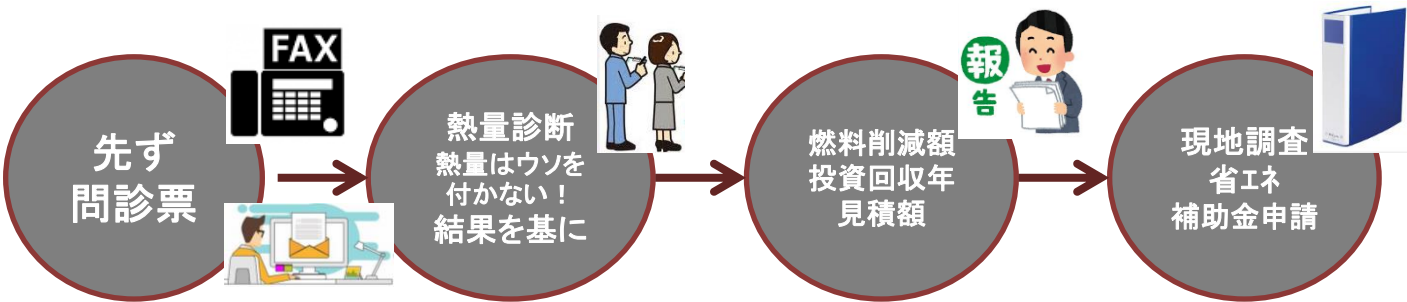 先ず
問診票
FAX
熱量診断
熱量はウソを
付かない！
結果を基に
燃料削減額
投資回収年
見積額
報告
現地調査
省エネ
補助金申請